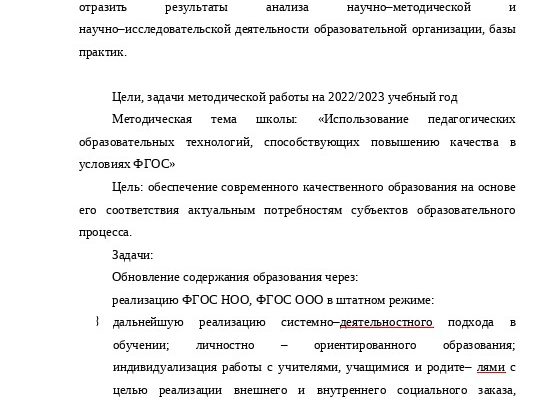 отразить результаты анализа научно–методической и
научно–исследовательской деятельности образовательной организации, базы
практик.
Цели, задачи методической работы на 2022/2023 учебный год
Методическая тема школы: «Использование педагогических
образовательных технологий, способствующих повышению качества в
условиях ФГОС»
Цель: обеспечение современного качественного образования на основе
его соответствия актуальным потребностям субъектов образовательного
процесса.
Задачи:
Обновление содержания образования через:
реализацию ФГОС НОО, ФГОС ООО в штатном режиме:
} дальнейшую реализацию системно–деятельностного подхода в
обучении; личностно – ориентированного образования;
индивидуализация работы с учителями, учащимися и родите– лями с
целью реализации внешнего и внутреннего социального заказа,